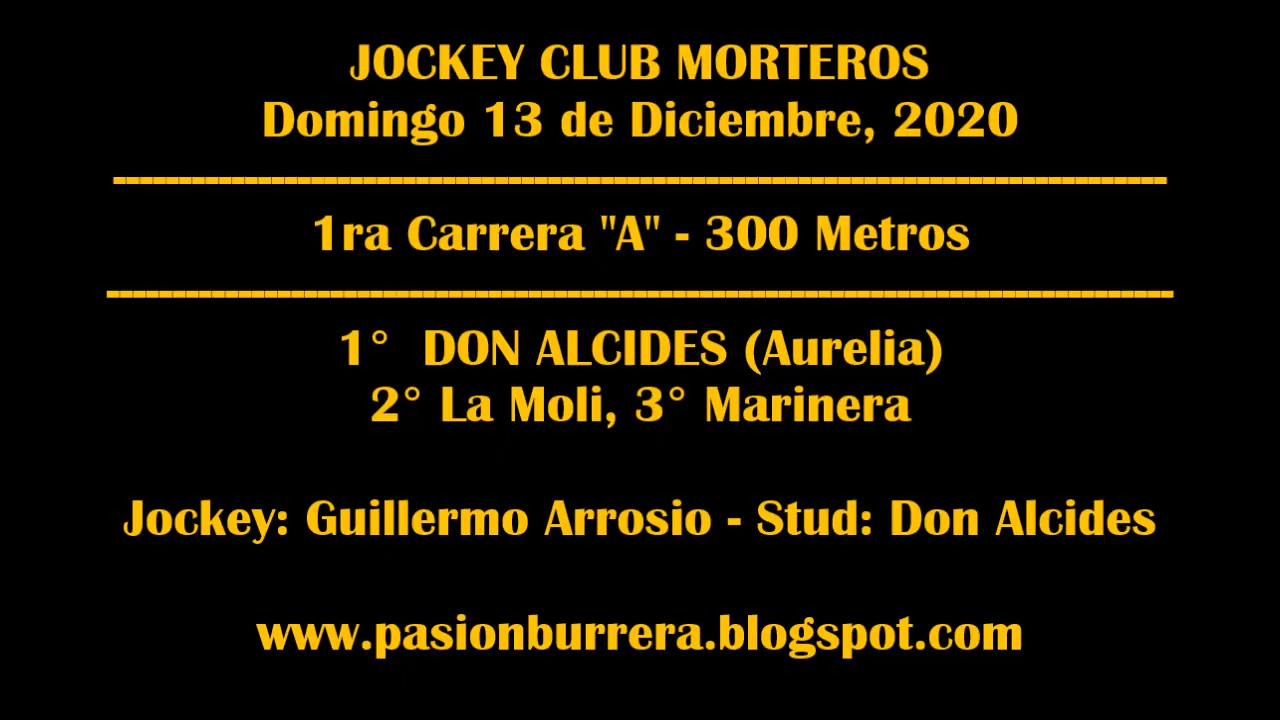 JOCKEY CLUB MORTEROS
Domingo 13 de Diciembre, 2020
1ra Carrera "A" - 300 Metros
1° DON ALCIDES (Aurelia)
2° La Moli, 3° Marinera
Jockey: Guillermo Arrosio - Stud: Don Alcides
www.pasionburrera.blogspot.com